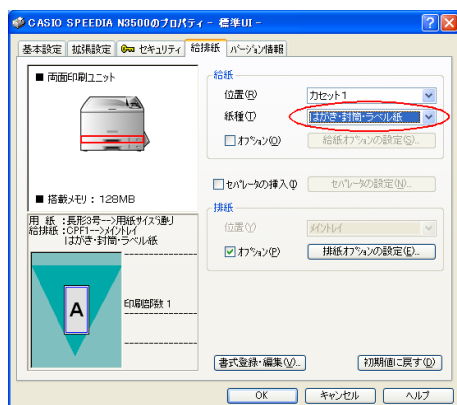 CASIO SPEEDIA N3500のプロパティ - 標準UI -
基本設定 拡張設定 セキュリティ 給排紙 バージョン情報
■ 両面印刷ユニット
■ 搭載メモリ : 128MB
用 紙 :長形3号-->用紙サイズ通り
給排紙 :CPF1-->メイントレイ
はがき・封筒・ラベル紙
A
印刷部数 1
給紙
位置(R) カセット1
紙種(T) はがき・封筒・ラベル紙
オプション(O) 給紙オプションの設定(S)...
セパレータの挿入(I) セパレータの設定(N)...
排紙
位置(Y) メイントレイ
オプション(P) 排紙オプションの設定(E)...
書式登録・編集(V)... 初期値に戻す(D)
OK キャンセル ヘルプ